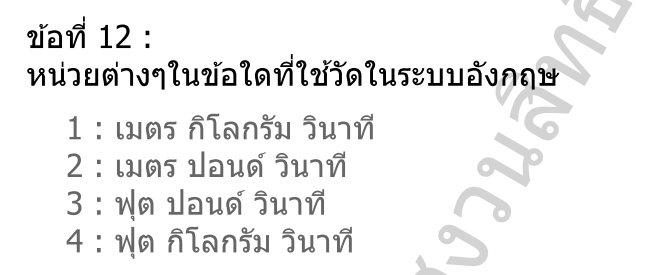 ข้อที่ 12 :
หน่วยต่างๆในข้อใดที่ใช้วัดในระบบอังกฤษ
1 : เมตร กิโลกรัม วินาที
2 : เมตร ปอนด์ วินาที
3 : ฟุต ปอนด์ วินาที
4 : ฟุต กิโลกรัม วินาที